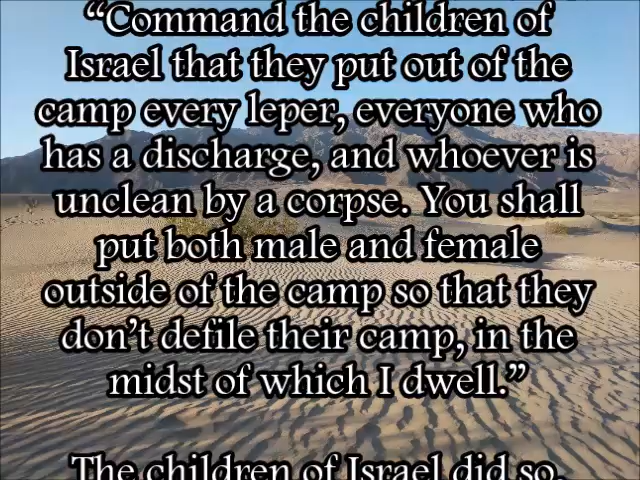 “Command the children of
Israel that they put out of the
camp every leper, everyone who
has a discharge, and whoever is
unclean by a corpse. You shall
put both male and female
outside of the camp so that they
don’t defile their camp, in the
midst of which I dwell.”
The children of Israel did so,